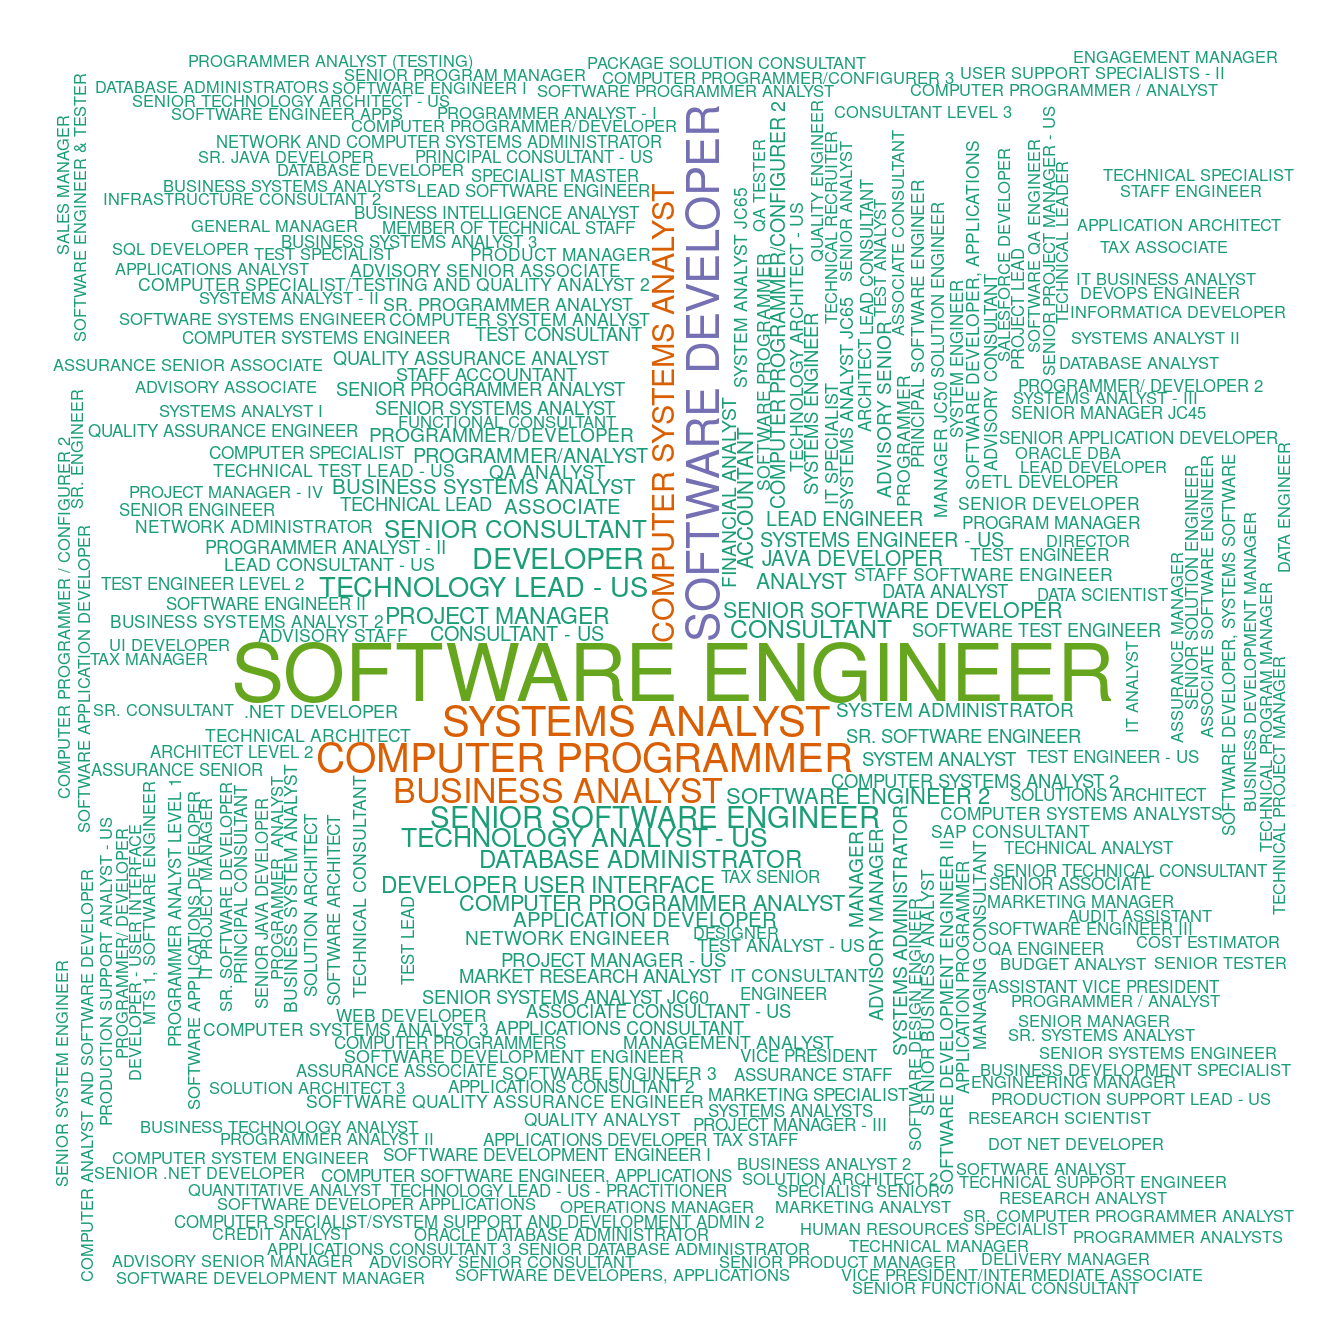 PROGRAMMER ANALYST (TESTING)
PACKAGE SOLUTION CONSULTANT
ENGAGEMENT MANAGER
SENIOR PROGRAM MANAGER
COMPUTER PROGRAMMER/CONFIGURER 3
USER SUPPORT SPECIALISTS - II
DATABASE ADMINISTRATORS
SOFTWARE ENGINEER I
SOFTWARE PROGRAMMER ANALYST
COMPUTER PROGRAMMER / ANALYST
SENIOR TECHNOLOGY ARCHITECT - US
SOFTWARE ENGINEER APPS
PROGRAMMER ANALYST - I
CONSULTANT LEVEL 3
COMPUTER PROGRAMMER/DEVELOPER
NETWORK AND COMPUTER SYSTEMS ADMINISTRATOR
SR. JAVA DEVELOPER
PRINCIPAL CONSULTANT - US
DATABASE DEVELOPER
SPECIALIST MASTER
BUSINESS SYSTEMS ANALYSTS
LEAD SOFTWARE ENGINEER
INFRASTRUCTURE CONSULTANT 2
BUSINESS INTELLIGENCE ANALYST
GENERAL MANAGER
MEMBER OF TECHNICAL STAFF
BUSINESS SYSTEMS ANALYST 3
SQL DEVELOPER
TEST SPECIALIST
PRODUCT MANAGER
APPLICATIONS ANALYST
ADVISORY SENIOR ASSOCIATE
COMPUTER SPECIALIST/TESTING AND QUALITY ANALYST 2
SYSTEMS ANALYST - II
SR. PROGRAMMER ANALYST
SOFTWARE SYSTEMS ENGINEER
COMPUTER SYSTEM ANALYST
COMPUTER SYSTEMS ENGINEER
TEST CONSULTANT
ASSURANCE SENIOR ASSOCIATE
QUALITY ASSURANCE ANALYST
STAFF ACCOUNTANT
ADVISORY ASSOCIATE
SENIOR PROGRAMMER ANALYST
SYSTEMS ANALYST I
SENIOR SYSTEMS ANALYST
FUNCTIONAL CONSULTANT
QUALITY ASSURANCE ENGINEER
PROGRAMMER/DEVELOPER
COMPUTER SPECIALIST
PROGRAMMER/ANALYST
TECHNICAL TEST LEAD - US
QA ANALYST
BUSINESS SYSTEMS ANALYST
PROJECT MANAGER - IV
TECHNICAL LEAD
ASSOCIATE
SENIOR ENGINEER
NETWORK ADMINISTRATOR
SENIOR CONSULTANT
PROGRAMMER ANALYST - II
LEAD CONSULTANT - US
DEVELOPER
TEST ENGINEER LEVEL 2
TECHNOLOGY LEAD - US
SOFTWARE ENGINEER II
BUSINESS SYSTEMS ANALYST 2
PROJECT MANAGER
ADVISORY STAFF
CONSULTANT - US
UI DEVELOPER
TAX MANAGER
SALES MANAGER
SOFTWARE ENGINEER & TESTER
COMPUTER PROGRAMMER / CONFIGURER 2
SR. ENGINEER
SOFTWARE APPLICATION DEVELOPER
COMPUTER SYSTEMS ANALYST
SOFTWARE DEVELOPER
FINANCIAL ANALYST
SYSTEM ANALYST JC65
ACCOUNTANT
QA TESTER
SOFTWARE PROGRAMMER
COMPUTER PROGRAMMER/CONFIGURER 2
TECHNOLOGY ARCHITECT - US
SYSTEMS ENGINEER
QUALITY ENGINEER
TECHNICAL RECRUITER
IT SPECIALIST
SENIOR ANALYST
SYSTEMS ANALYST JC65
ARCHITECT
LEAD CONSULTANT
TEST ANALYST
ADVISORY SENIOR
ASSOCIATE CONSULTANT
PROGRAMMER
PRINCIPAL SOFTWARE ENGINEER
SOLUTION ENGINEER
MANAGER JC50
SYSTEM ENGINEER
SOFTWARE DEVELOPER, APPLICATIONS
ADVISORY CONSULTANT
SALESFORCE DEVELOPER
PROJECT LEAD
SOFTWARE QA ENGINEER
SENIOR PROJECT MANAGER - US
TECHNICAL LEADER
TECHNICAL SPECIALIST
STAFF ENGINEER
APPLICATION ARCHITECT
TAX ASSOCIATE
IT BUSINESS ANALYST
DEVOPS ENGINEER
INFORMATICA DEVELOPER
SYSTEMS ANALYST II
DATABASE ANALYST
PROGRAMMER/ DEVELOPER 2
SYSTEMS ANALYST - III
SENIOR MANAGER JC45
SENIOR APPLICATION DEVELOPER
ORACLE DBA
LEAD DEVELOPER
ETL DEVELOPER
SENIOR DEVELOPER
LEAD ENGINEER
PROGRAM MANAGER
SYSTEMS ENGINEER - US
DIRECTOR
JAVA DEVELOPER
TEST ENGINEER
ANALYST
STAFF SOFTWARE ENGINEER
DATA ANALYST
DATA SCIENTIST
SENIOR SOFTWARE DEVELOPER
CONSULTANT
SOFTWARE TEST ENGINEER
IT ANALYST
ASSURANCE MANAGER
SENIOR SOLUTION ENGINEER
ASSOCIATE SOFTWARE ENGINEER
SOFTWARE DEVELOPER, SYSTEMS SOFTWARE
BUSINESS DEVELOPMENT MANAGER
TECHNICAL PROGRAM MANAGER
TECHNICAL PROJECT MANAGER
DATA ENGINEER
SOFTWARE ENGINEER
SR. CONSULTANT
.NET DEVELOPER
SYSTEMS ANALYST
SYSTEM ADMINISTRATOR
TECHNICAL ARCHITECT
SR. SOFTWARE ENGINEER
ARCHITECT LEVEL 2
COMPUTER PROGRAMMER
SYSTEM ANALYST
TEST ENGINEER - US
ASSURANCE SENIOR
BUSINESS ANALYST
COMPUTER SYSTEMS ANALYST 2
SOFTWARE ENGINEER 2
SOLUTIONS ARCHITECT
SENIOR SOFTWARE ENGINEER
COMPUTER SYSTEMS ANALYSTS
TECHNOLOGY ANALYST - US
SAP CONSULTANT
TECHNICAL ANALYST
DATABASE ADMINISTRATOR
TAX SENIOR
SENIOR TECHNICAL CONSULTANT
DEVELOPER USER INTERFACE
SENIOR ASSOCIATE
COMPUTER PROGRAMMER ANALYST
MARKETING MANAGER
APPLICATION DEVELOPER
AUDIT ASSISTANT
DESIGNER
SOFTWARE ENGINEER III
NETWORK ENGINEER
TEST ANALYST - US
QA ENGINEER
COST ESTIMATOR
PROJECT MANAGER - US
BUDGET ANALYST
SENIOR TESTER
MARKET RESEARCH ANALYST
IT CONSULTANT
ASSISTANT VICE PRESIDENT
SENIOR SYSTEMS ANALYST JC60
ENGINEER
PROGRAMMER / ANALYST
WEB DEVELOPER
ASSOCIATE CONSULTANT - US
SENIOR MANAGER
COMPUTER SYSTEMS ANALYST 3
APPLICATIONS CONSULTANT
SR. SYSTEMS ANALYST
COMPUTER PROGRAMMERS
MANAGEMENT ANALYST
SENIOR SYSTEMS ENGINEER
SOFTWARE DEVELOPMENT ENGINEER
VICE PRESIDENT
BUSINESS DEVELOPMENT SPECIALIST
ASSURANCE ASSOCIATE
SOFTWARE ENGINEER 3
ASSURANCE STAFF
ENGINEERING MANAGER
SOLUTION ARCHITECT 3
APPLICATIONS CONSULTANT 2
MARKETING SPECIALIST
PRODUCTION SUPPORT LEAD - US
SOFTWARE QUALITY ASSURANCE ENGINEER
SYSTEMS ANALYSTS
RESEARCH SCIENTIST
QUALITY ANALYST
PROJECT MANAGER - III
BUSINESS TECHNOLOGY ANALYST
PROGRAMMER ANALYST II
APPLICATIONS DEVELOPER
TAX STAFF
DOT NET DEVELOPER
COMPUTER SYSTEM ENGINEER
SOFTWARE DEVELOPMENT ENGINEER I
BUSINESS ANALYST 2
SOFTWARE ANALYST
SENIOR .NET DEVELOPER
COMPUTER SOFTWARE ENGINEER, APPLICATIONS
SOLUTION ARCHITECT 2
TECHNICAL SUPPORT ENGINEER
QUANTITATIVE ANALYST
TECHNOLOGY LEAD - US - PRACTITIONER
SPECIALIST SENIOR
RESEARCH ANALYST
SOFTWARE DEVELOPER APPLICATIONS
OPERATIONS MANAGER
MARKETING ANALYST
COMPUTER SPECIALIST/SYSTEM SUPPORT AND DEVELOPMENT ADMIN 2
SR. COMPUTER PROGRAMMER ANALYST
CREDIT ANALYST
ORACLE DATABASE ADMINISTRATOR
HUMAN RESOURCES SPECIALIST
PROGRAMMER ANALYSTS
APPLICATIONS CONSULTANT 3
SENIOR DATABASE ADMINISTRATOR
TECHNICAL MANAGER
ADVISORY SENIOR MANAGER
ADVISORY SENIOR CONSULTANT
SENIOR PRODUCT MANAGER
DELIVERY MANAGER
SOFTWARE DEVELOPMENT MANAGER
SOFTWARE DEVELOPERS, APPLICATIONS
VICE PRESIDENT/INTERMEDIATE ASSOCIATE
SENIOR FUNCTIONAL CONSULTANT
SENIOR SYSTEM ENGINEER
COMPUTER ANALYST AND SOFTWARE DEVELOPER
PRODUCTION SUPPORT ANALYST - US
PROGRAMMER/ DEVELOPER
DEVELOPER - USER INTERFACE
MTS 1, SOFTWARE ENGINEER
PROGRAMMER ANALYST LEVEL 1
SOFTWARE APPLICATIONS DEVELOPER
IT PROJECT MANAGER
SR. SOFTWARE DEVELOPER
PRINCIPAL CONSULTANT
SENIOR JAVA DEVELOPER
PROGRAMMER ANALYST
BUSINESS SYSTEM ANALYST
SOLUTION ARCHITECT
SOFTWARE ARCHITECT
TECHNICAL CONSULTANT
TEST LEAD
MANAGER
ADVISORY MANAGER
SYSTEMS ADMINISTRATOR
SOFTWARE DESIGN ENGINEER
SENIOR BUSINESS ANALYST
SOFTWARE DEVELOPMENT ENGINEER II
APPLICATION PROGRAMMER
MANAGING CONSULTANT